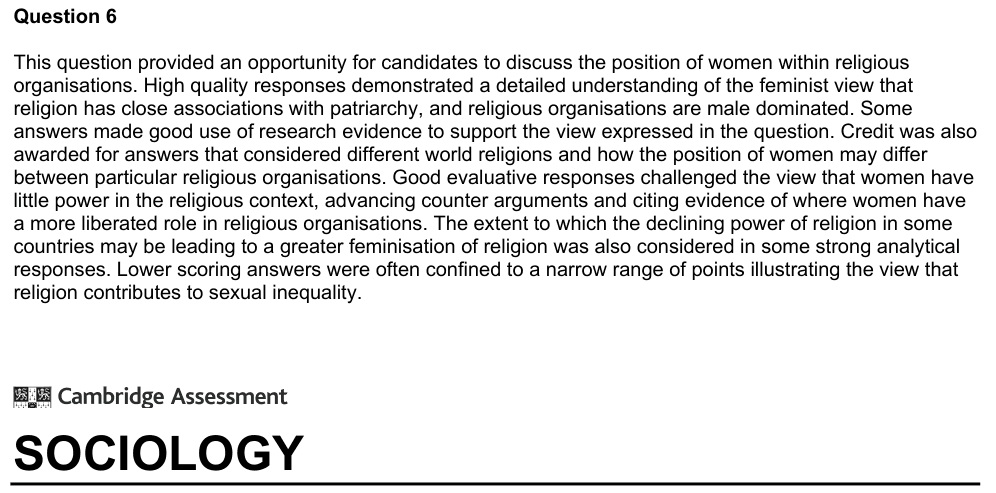 Question 6
This question provided an opportunity for candidates to discuss the position of women within religious
organisations. High quality responses demonstrated a detailed understanding of the feminist view that
religion has close associations with patriarchy, and religious organisations are male dominated. Some
answers made good use of research evidence to support the view expressed in the question. Credit was also
awarded for answers that considered different world religions and how the position of women may differ
between particular religious organisations. Good evaluative responses challenged the view that women have
little power in the religious context, advancing counter arguments and citing evidence of where women have
a more liberated role in religious organisations. The extent to which the declining power of religion in some
countries may be leading to a greater feminisation of religion was also considered in some strong analytical
responses. Lower scoring answers were often confined to a narrow range of points illustrating the view that
religion contributes to sexual inequality.
Cambridge Assessment
SOCIOLOGY